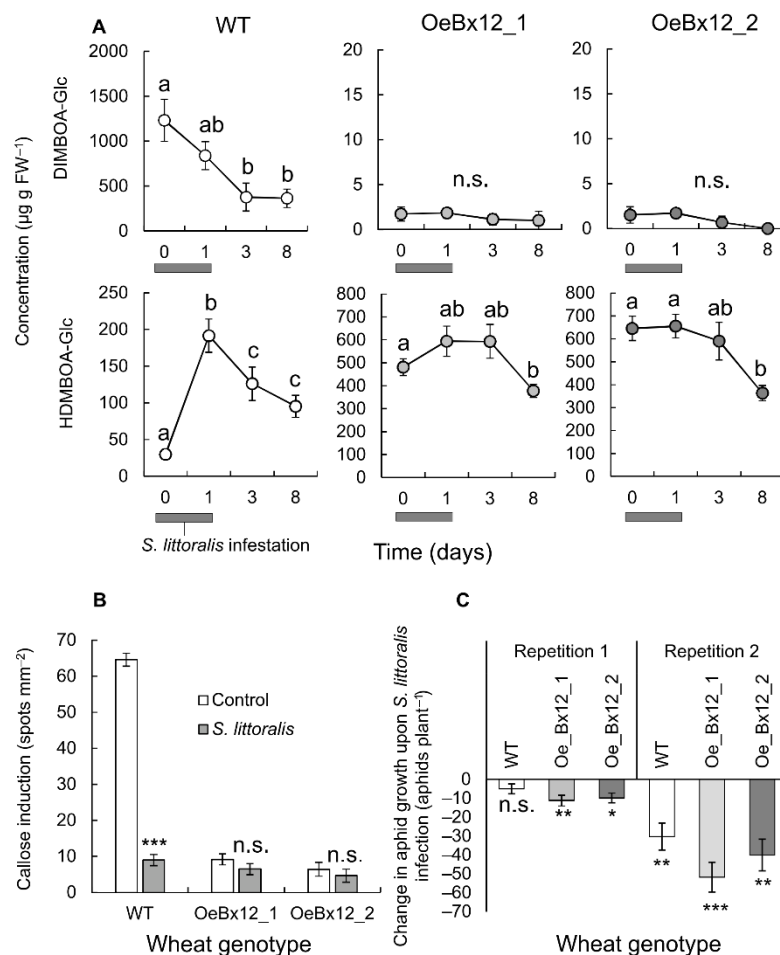 A
WT
OeBx12_1
OeBx12_2
Concentration (µg g FW⁻¹)
DIMBOA-Glc
2000
1500
1000
500
0
a
ab
b
b
0 1 3 8
20
15
10
5
0
n.s.
0 1 3 8
20
15
10
5
0
n.s.
0 1 3 8
HDMBOA-Glc
250
200
150
100
50
0
a
b
c
c
0 1 3 8
800
700
600
500
400
300
200
100
0
a
ab
ab
b
0 1 3 8
800
700
600
500
400
300
200
100
0
a
a
ab
b
0 1 3 8
S. littoralis infestation
Time (days)
B
Callose induction (spots mm⁻²)
70
60
50
40
30
20
10
0
Control
S. littoralis
***
n.s.
n.s.
WT OeBx12_1 OeBx12_2
Wheat genotype
C
Change in aphid growth upon S. littoralis
infection (aphids plant⁻¹)
Repetition 1
Repetition 2
WT
Oe_Bx12_1
Oe_Bx12_2
WT
Oe_Bx12_1
Oe_Bx12_2
0
−10
−20
−30
−40
−50
−60
−70
n.s.
**
*
**
***
**
Wheat genotype